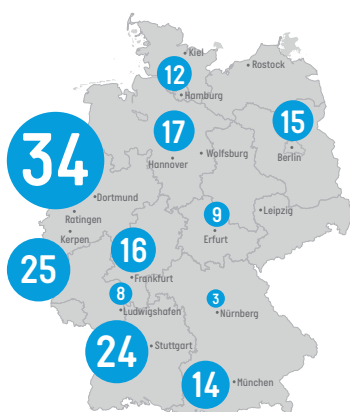 Kiel
Rostock
12
Hamburg
17
15
Wolfsburg
Hannover
Berlin
34
Dortmund
Leipzig
9
Ratingen
Kerpen
Erfurt
16
25
Frankfurt
8
3
Ludwigshafen
Nürnberg
24
Stuttgart
14
München